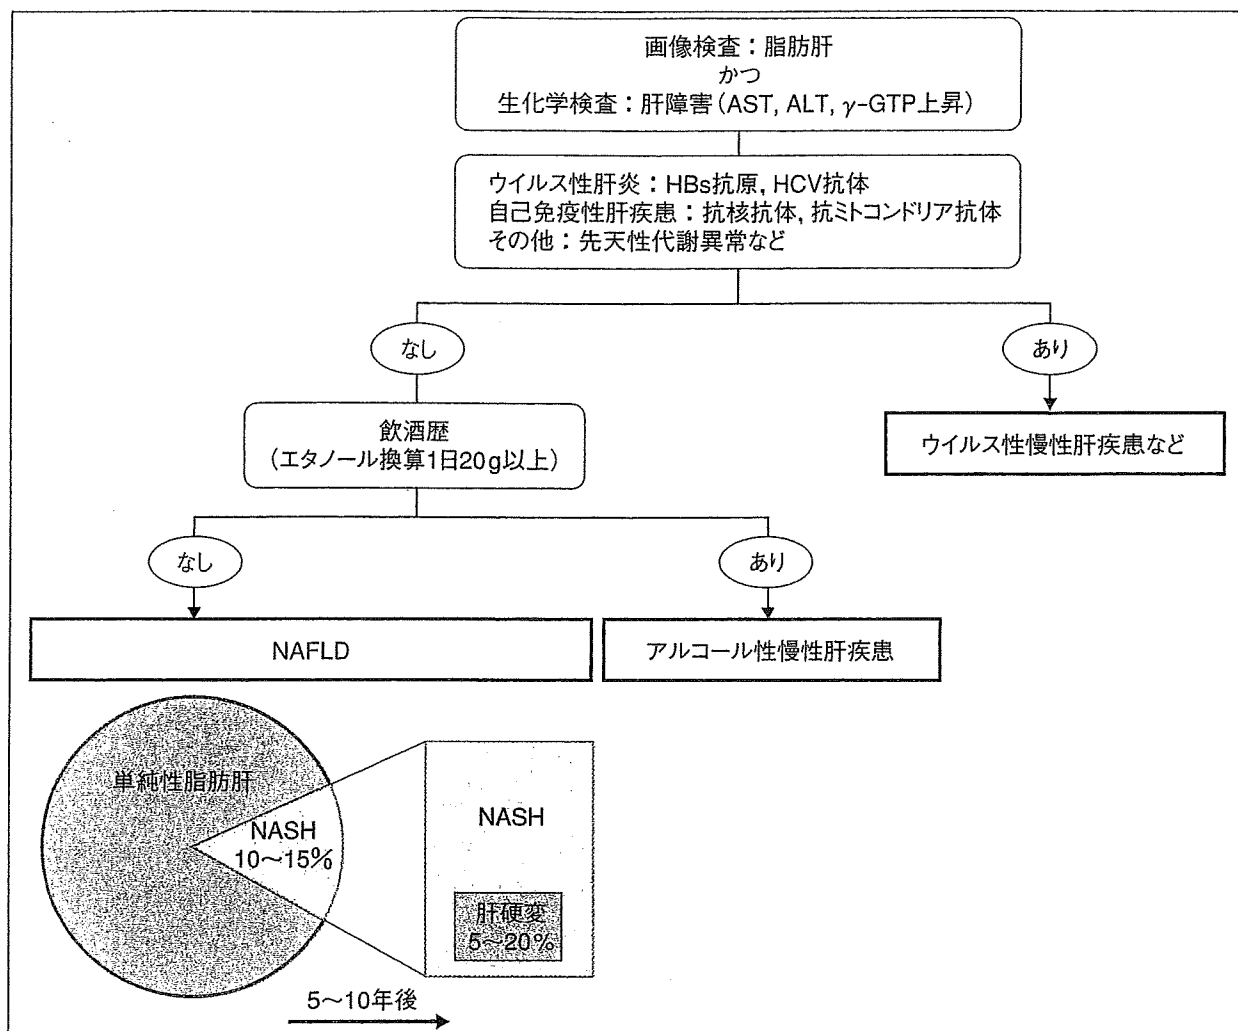 画像検査：脂肪肝
かつ
生化学検査：肝障害（AST, ALT, γ-GTP上昇）
ウイルス性肝炎：HBs抗原, HCV抗体
自己免疫性肝疾患：抗核抗体, 抗ミトコンドリア抗体
その他：先天性代謝異常など
なし
あり
飲酒歴
（エタノール換算1日20g以上）
ウイルス性慢性肝疾患など
なし
あり
NAFLD
アルコール性慢性肝疾患
単純性脂肪肝
NASH
10〜15%
NASH
肝硬変
5〜20%
5〜10年後